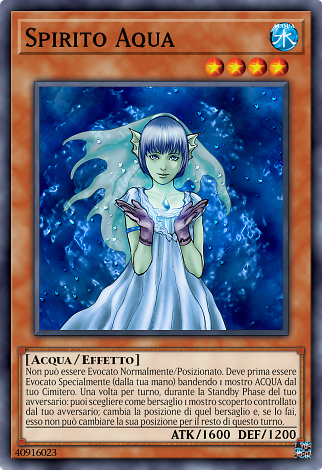 Spirito Aqua
ACQUA
水
[Acqua/Effetto]
Non può essere Evocato Normalmente/Posizionato. Deve prima essere
Evocato Specialmente (dalla tua mano) bandendo 1 mostro ACQUA dal
tuo Cimitero. Una volta per turno, durante la Standby Phase del tuo
avversario: puoi scegliere come bersaglio 1 mostro scoperto controllato
dal tuo avversario; cambia la posizione di quel bersaglio e, se lo fai,
esso non può cambiare la sua posizione per il resto di questo turno.
ATK/1600 DEF/1200
40916023